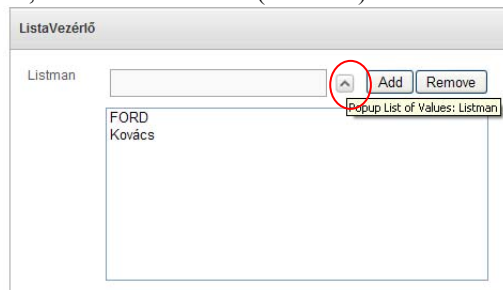 ListaVezérlő
Listman
Add Remove
Popup List of Values: Listman
FORD
Kovács